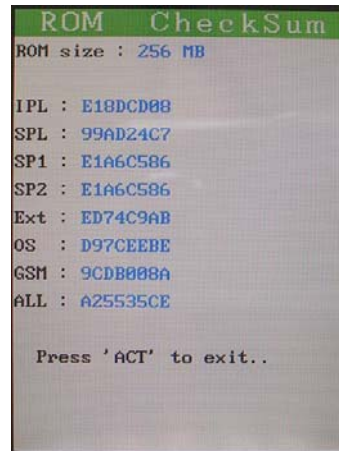 ROM CheckSum
ROM size : 256 MB
IPL : E18DCD08
SPL : 99AD24C7
SP1 : E1A6C586
SP2 : E1A6C586
Ext : ED74C9AB
OS : D97CEEBE
GSM : 9CDB008A
ALL : A25535CE
Press 'ACT' to exit..